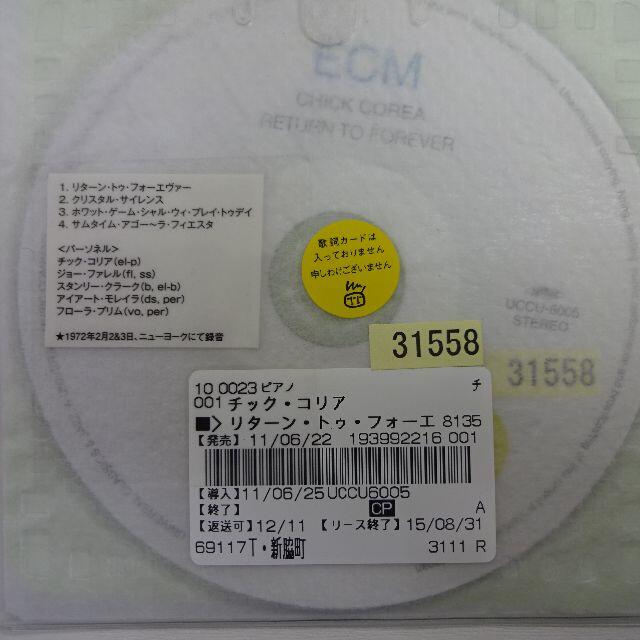 ECM
CHICK COREA
RETURN TO FOREVER
1. リターン・トゥ・フォーエヴァー
2. クリスタル・サイレンス
3. ホワット・ゲーム・シャル・ウィ・プレイ・トゥデイ
4. サムタイム・アゴー~ラ・フィエスタ
<パーソネル>
チック・コリア(el-p)
ジョー・ファレル(fl, ss)
スタンリー・クラーク(b, el-b)
アイアート・モレイラ(ds, per)
フローラ・プリム(vo, per)
★1972年2月2&3日、ニューヨークにて録音
歌詞カードは
入っておりません
申しわけございません
UCCU-6005
STEREO
31558
31558
10 0023 ピアノ チ
001 チック・コリア
■> リターン・トゥ・フォーエ 8135
【発売】 11/06/22 193992216 001
【導入】11/06/25 UCCU6005
【終了】 CP A
【返送可】12/11 【リース終了】15/08/31
69117T・新脇町 3111 R